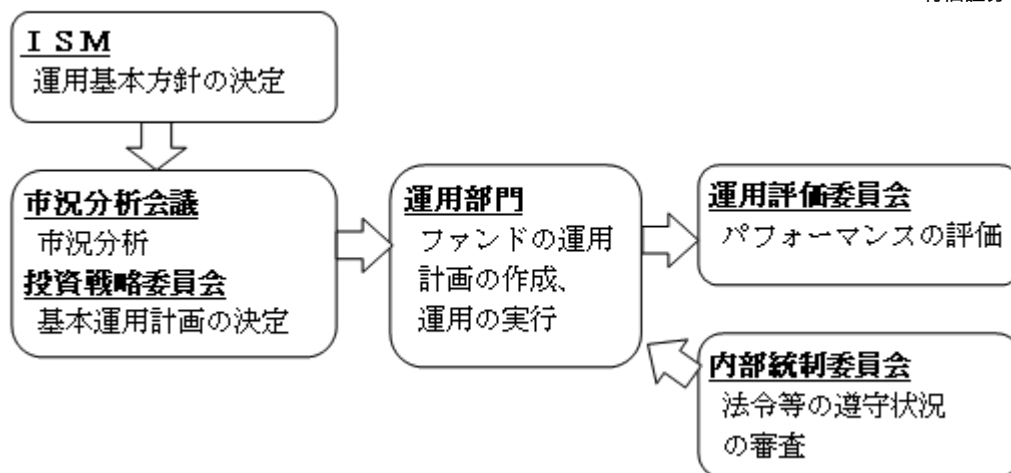 ＩＳＭ
運用基本方針の決定
市況分析会議
市況分析
投資戦略委員会
基本運用計画の決定
運用部門
ファンドの運用
計画の作成、
運用の実行
運用評価委員会
パフォーマンスの評価
内部統制委員会
法令等の遵守状況
の審査